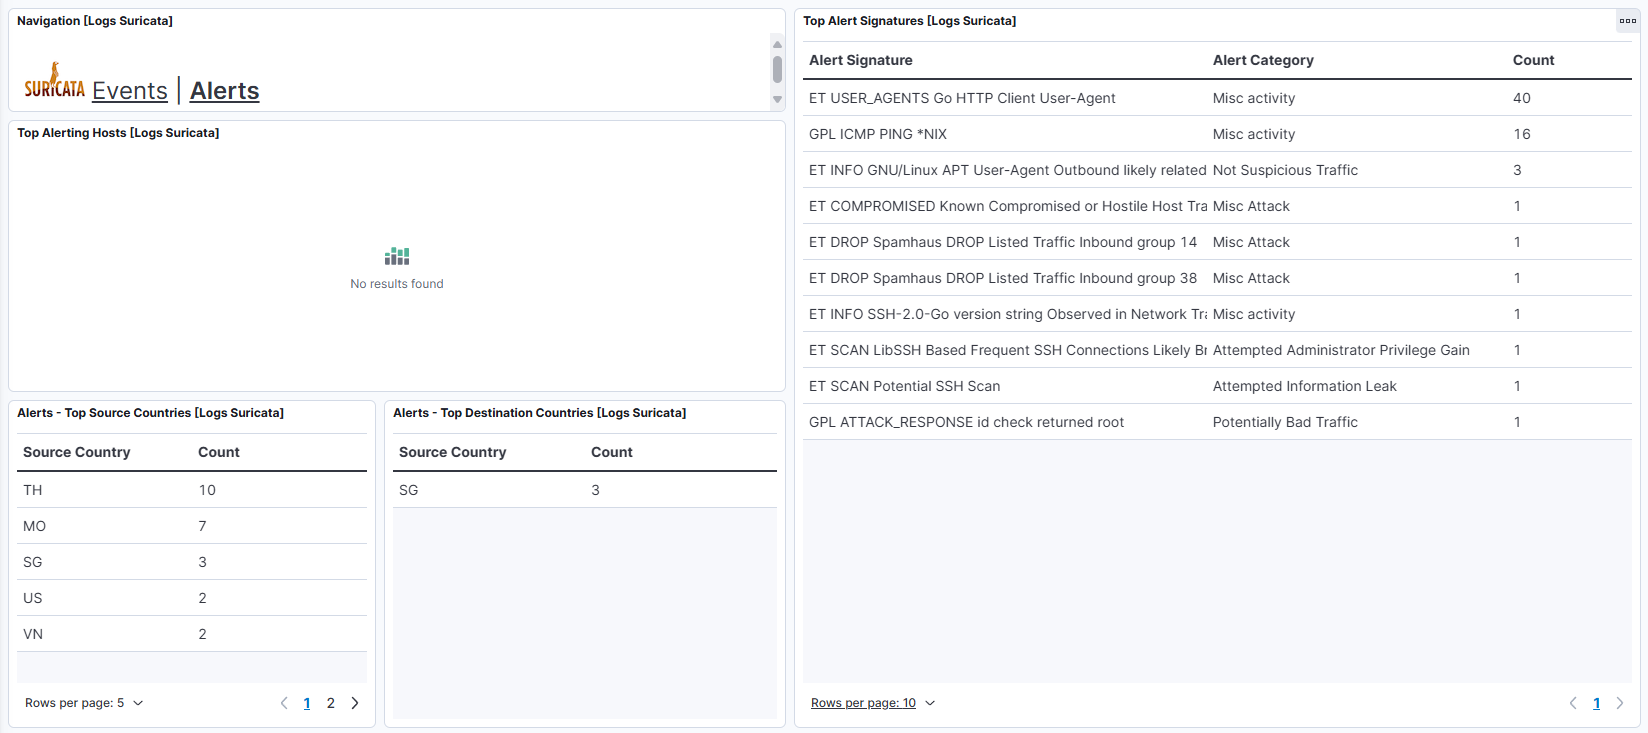 Navigation [Logs Suricata]
SURICATA Events | Alerts
Top Alerting Hosts [Logs Suricata]
No results found
Alerts - Top Source Countries [Logs Suricata]
Source Country Count
TH 10
MO 7
SG 3
US 2
VN 2
Rows per page: 5
1 2
Alerts - Top Destination Countries [Logs Suricata]
Source Country Count
SG 3
Top Alert Signatures [Logs Suricata]
Alert Signature Alert Category Count
ET USER_AGENTS Go HTTP Client User-Agent Misc activity 40
GPL ICMP PING *NIX Misc activity 16
ET INFO GNU/Linux APT User-Agent Outbound likely related Not Suspicious Traffic 3
ET COMPROMISED Known Compromised or Hostile Host Tra Misc Attack 1
ET DROP Spamhaus DROP Listed Traffic Inbound group 14 Misc Attack 1
ET DROP Spamhaus DROP Listed Traffic Inbound group 38 Misc Attack 1
ET INFO SSH-2.0-Go version string Observed in Network Tra Misc activity 1
ET SCAN LibSSH Based Frequent SSH Connections Likely Br Attempted Administrator Privilege Gain 1
ET SCAN Potential SSH Scan Attempted Information Leak 1
GPL ATTACK_RESPONSE id check returned root Potentially Bad Traffic 1
Rows per page: 10
1